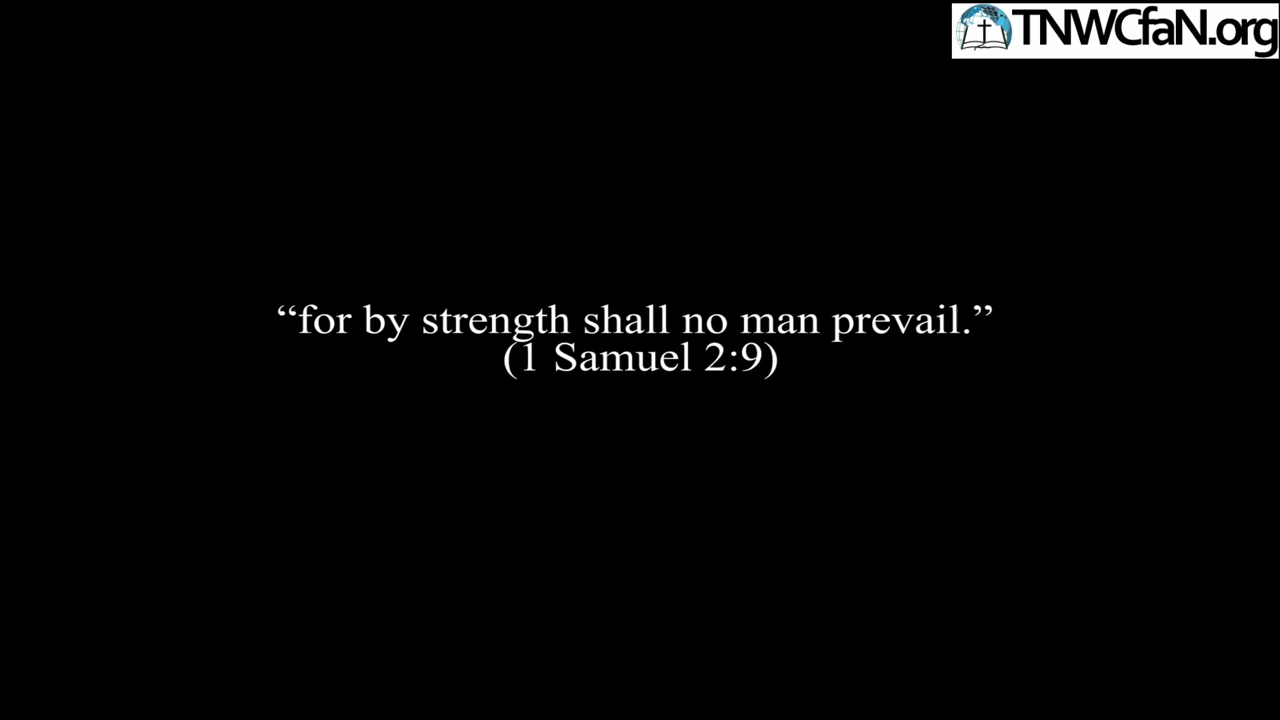 TNWCfaN.org
“for by strength shall no man prevail.”
(1 Samuel 2:9)